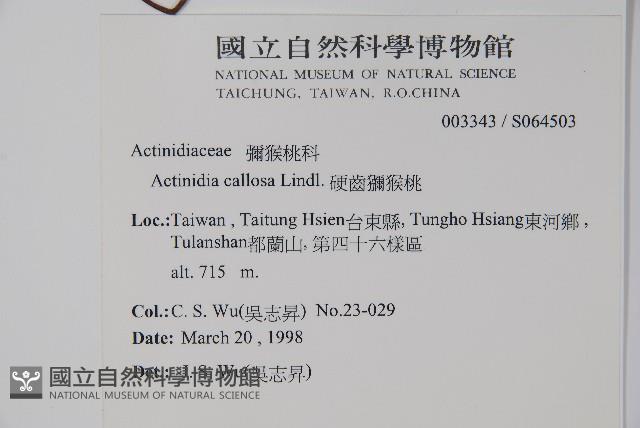 國立自然科學博物館
NATIONAL MUSEUM OF NATURAL SCIENCE
TAICHUNG, TAIWAN, R.O.CHINA
003343 / S064503
Actinidiaceae 獼猴桃科
Actinidia callosa Lindl. 硬齒獼猴桃
Loc.:Taiwan , Taitung Hsien台東縣, Tungho Hsiang東河鄉 ,
Tulanshan都蘭山, 第四十六樣區
alt. 715 m.
Col.: C. S. Wu(吳志昇) No.23-029
Date: March 20 , 1998
Det.: J. S. Wu(吳志昇)
國立自然科學博物館
NATIONAL MUSEUM OF NATURAL SCIENCE